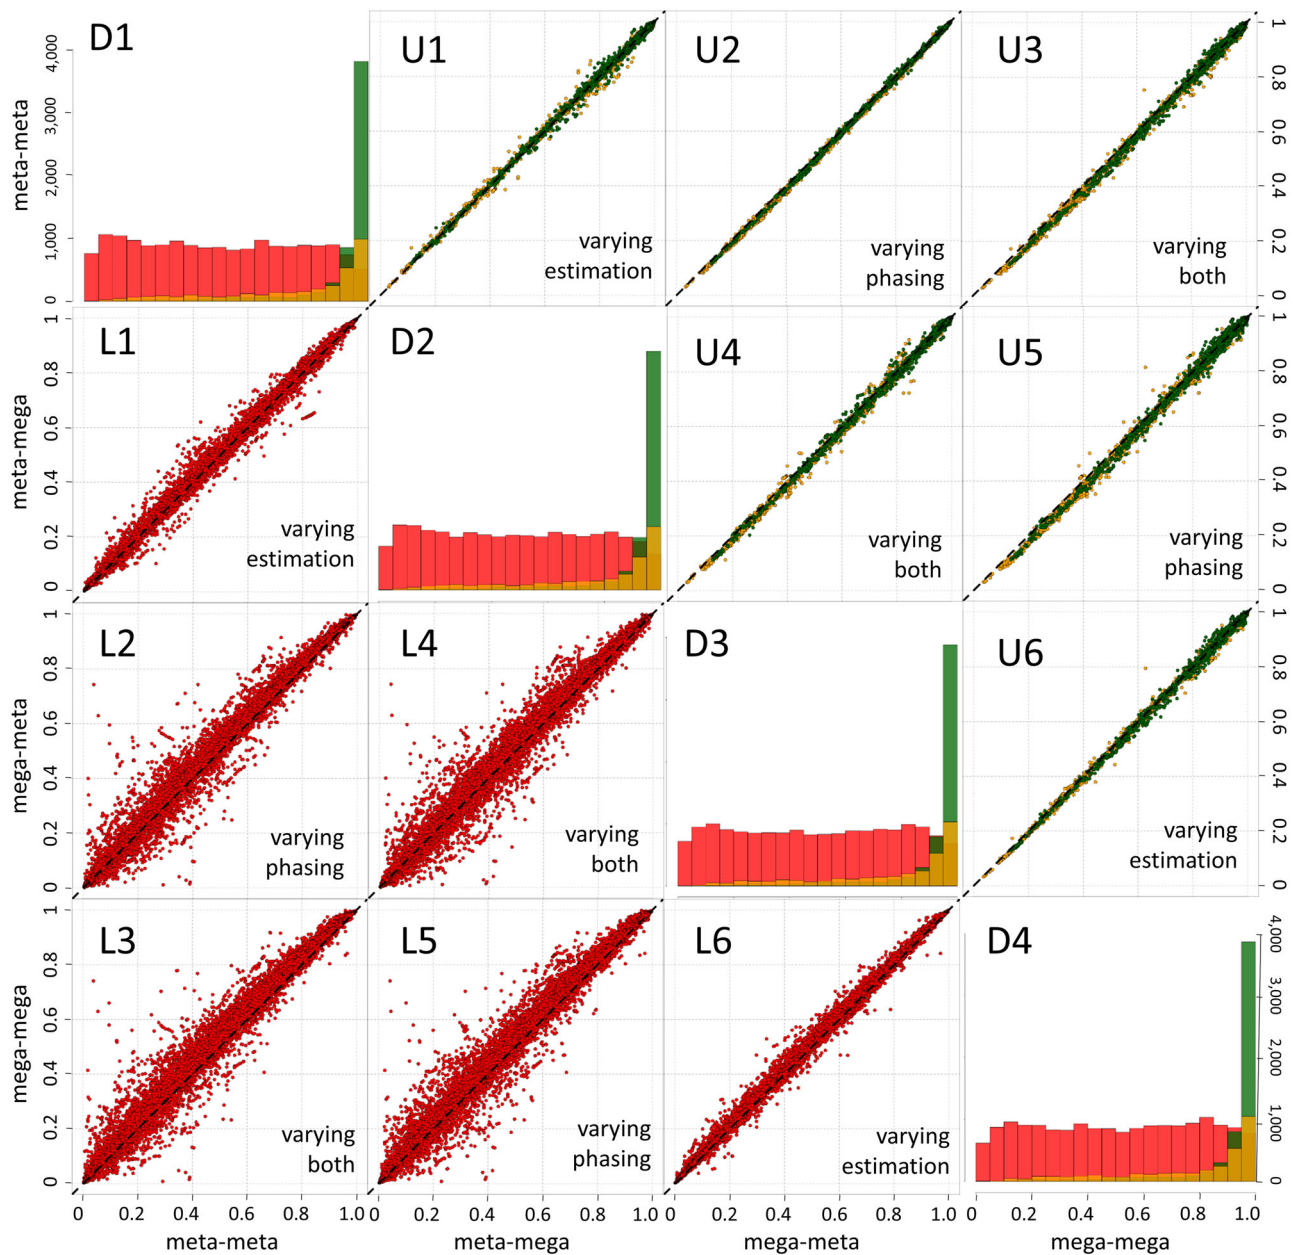 D1
U1
U2
U3
4,000
3,000
2,000
1,000
0
meta-meta
varying
estimation
varying
phasing
varying
both
1
0.8
0.6
0.4
0.2
0
L1
D2
U4
U5
1
0.8
0.6
0.4
0.2
0
meta-mega
varying
estimation
varying
both
varying
phasing
1
0.8
0.6
0.4
0.2
0
L2
L4
D3
U6
1
0.8
0.6
0.4
0.2
0
mega-meta
varying
phasing
varying
both
varying
estimation
1
0.8
0.6
0.4
0.2
0
L3
L5
L6
D4
1
0.8
0.6
0.4
0.2
0
mega-mega
varying
both
varying
phasing
varying
estimation
4,000
3,000
2,000
1,000
0
0 0.2 0.4 0.6 0.8 1.0
0 0.2 0.4 0.6 0.8 1.0
0 0.2 0.4 0.6 0.8 1.0
0 0.2 0.4 0.6 0.8 1.0
meta-meta
meta-mega
mega-meta
mega-mega